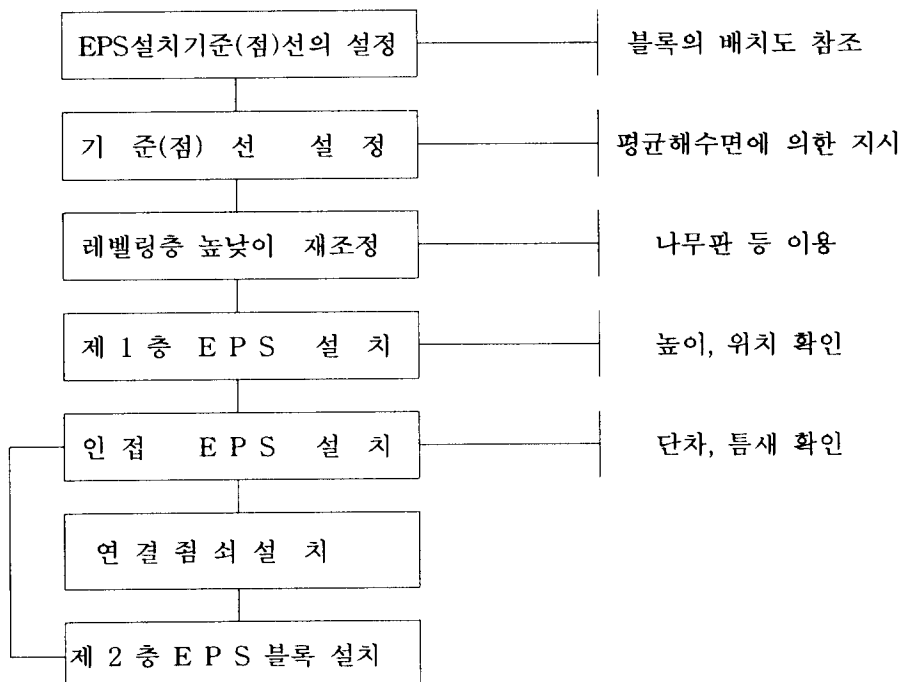 EPS설치기준(점)선의 설정
블록의 배치도 참조
기 준(점) 선 설 정
평균해수면에 의한 지시
레벨링층 높낮이 재조정
나무판 등 이용
제 1 층 E P S 설 치
높이, 위치 확인
인 접 E P S 설 치
단차, 틈새 확인
연 결 죔 쇠 설 치
제 2 층 E P S 블록 설치